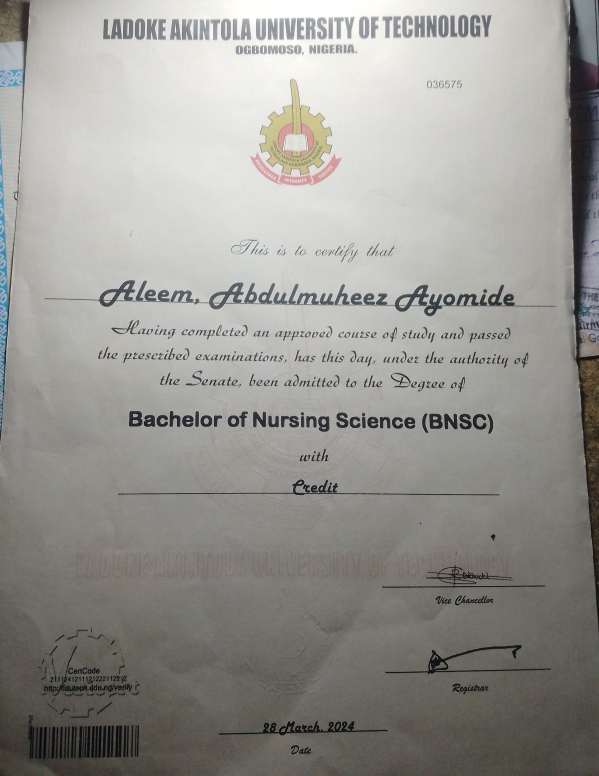 LADOKE AKINTOLA UNIVERSITY OF TECHNOLOGY
OGBOMOSO, NIGERIA.
036575
EXCELLENCE INTEGRITY SERVICE
This is to certify that
Aleem, Abdulmuheez Ayomide
Having completed an approved course of study and passed
the prescribed examinations, has this day, under the authority of
the Senate, been admitted to the Degree of
Bachelor of Nursing Science (BNSC)
with
Credit
Vice Chancellor
Registrar
CertCode
28 March, 2024
Date